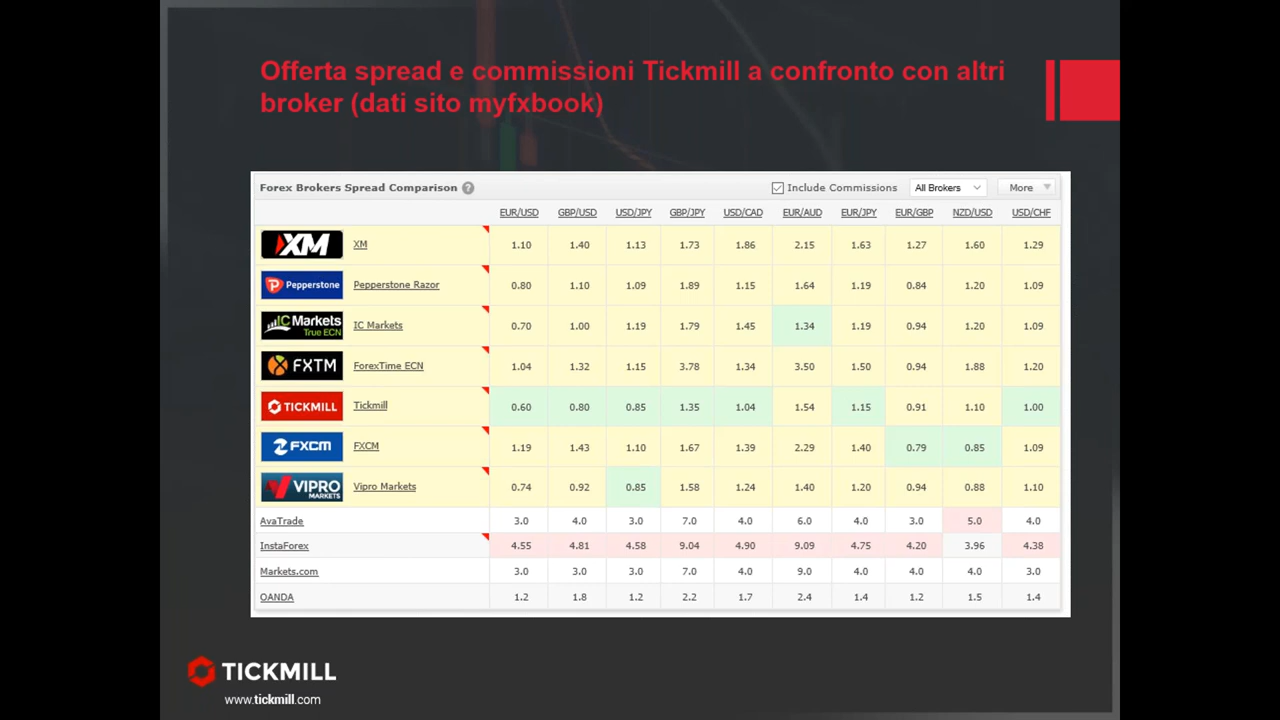 Offerta spread e commissioni Tickmill a confronto con altri
broker (dati sito myfxbook)
Forex Brokers Spread Comparison ? Include Commissions All Brokers More
EUR/USD GBP/USD USD/JPY GBP/JPY USD/CAD EUR/AUD EUR/JPY EUR/GBP NZD/USD USD/CHF
XM XM 1.10 1.40 1.13 1.73 1.86 2.15 1.63 1.27 1.60 1.29
Pepperstone Pepperstone Razor 0.80 1.10 1.09 1.89 1.15 1.64 1.19 0.84 1.20 1.09
IC Markets True ECN IC Markets 0.70 1.00 1.19 1.79 1.45 1.34 1.19 0.94 1.20 1.09
FXTM ForexTime ECN 1.04 1.32 1.15 3.78 1.34 3.50 1.50 0.94 1.88 1.20
TICKMILL Tickmill 0.60 0.80 0.85 1.35 1.04 1.54 1.15 0.91 1.10 1.00
FXCM FXCM 1.19 1.43 1.10 1.67 1.39 2.29 1.40 0.79 0.85 1.09
VIPRO MARKETS Vipro Markets 0.74 0.92 0.85 1.58 1.24 1.40 1.20 0.94 0.88 1.10
AvaTrade 3.0 4.0 3.0 7.0 4.0 6.0 4.0 3.0 5.0 4.0
InstaForex 4.55 4.81 4.58 9.04 4.90 9.09 4.75 4.20 3.96 4.38
Markets.com 3.0 3.0 3.0 7.0 4.0 9.0 4.0 4.0 4.0 3.0
OANDA 1.2 1.8 1.2 2.2 1.7 2.4 1.4 1.2 1.5 1.4
TICKMILL
www.tickmill.com